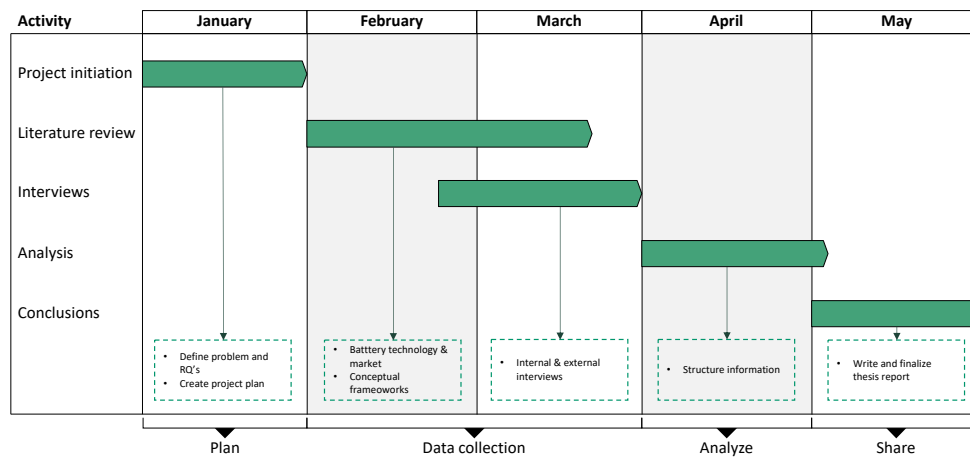 Activity January February March April May
Project initiation
Literature review
Interviews
Analysis
Conclusions
• Define problem and
RQ's
• Create project plan
• Batttery technology &
market
• Conceptual
frameoworks
• Internal & external
interviews
• Structure information
• Write and finalize
thesis report
Plan Data collection Analyze Share